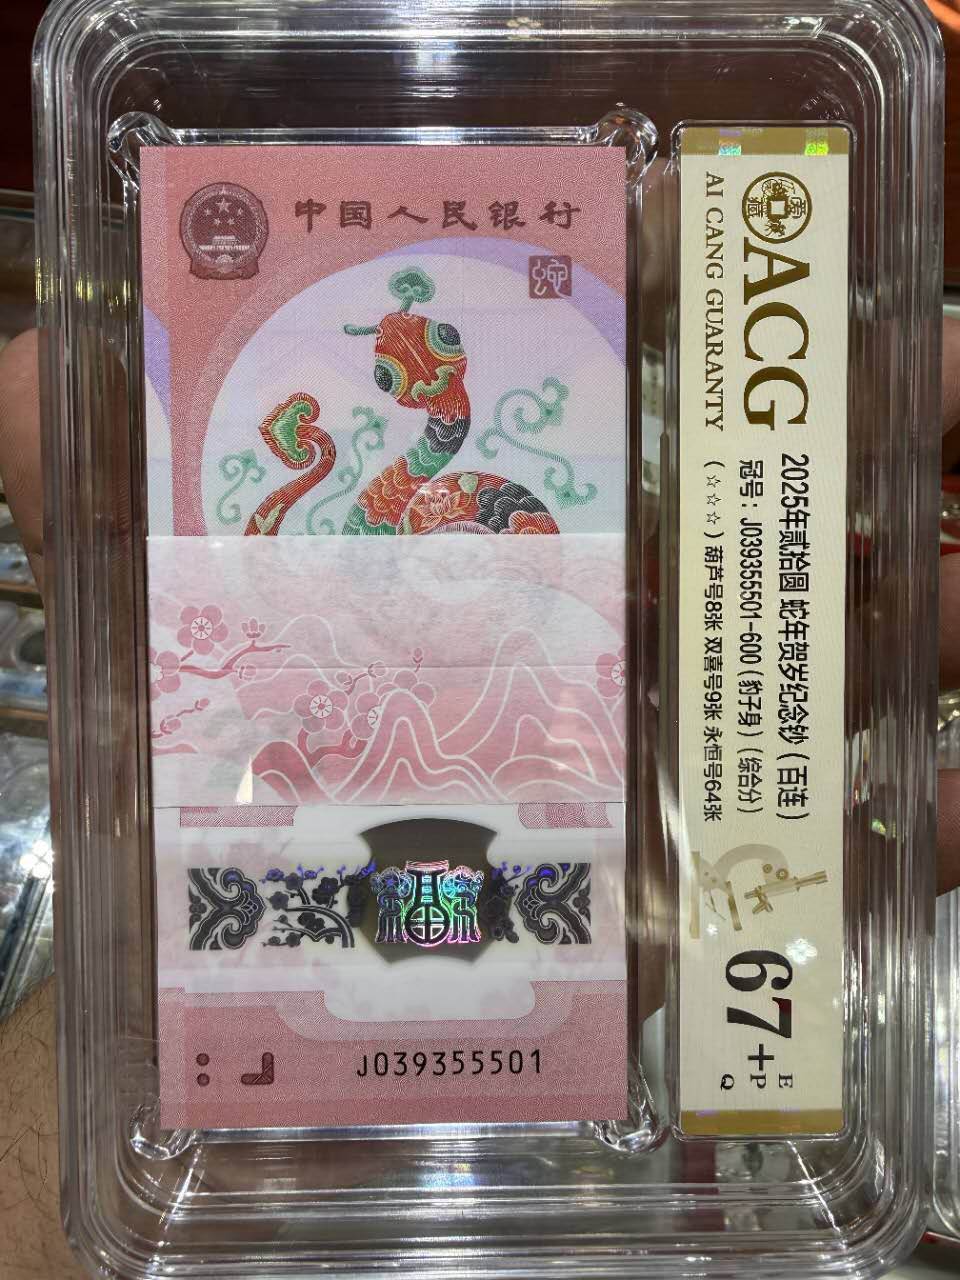 中国人民银行
蛇
J039355501
ACG
AI CANG GUARANTY
2025年贰拾圆 蛇年贺岁纪念钞（百连）
冠号：J039355501-600（豹子身）（综合分）
（☆☆☆）葫芦号8张 双喜号9张 永恒号64张
67+
E
P
Q